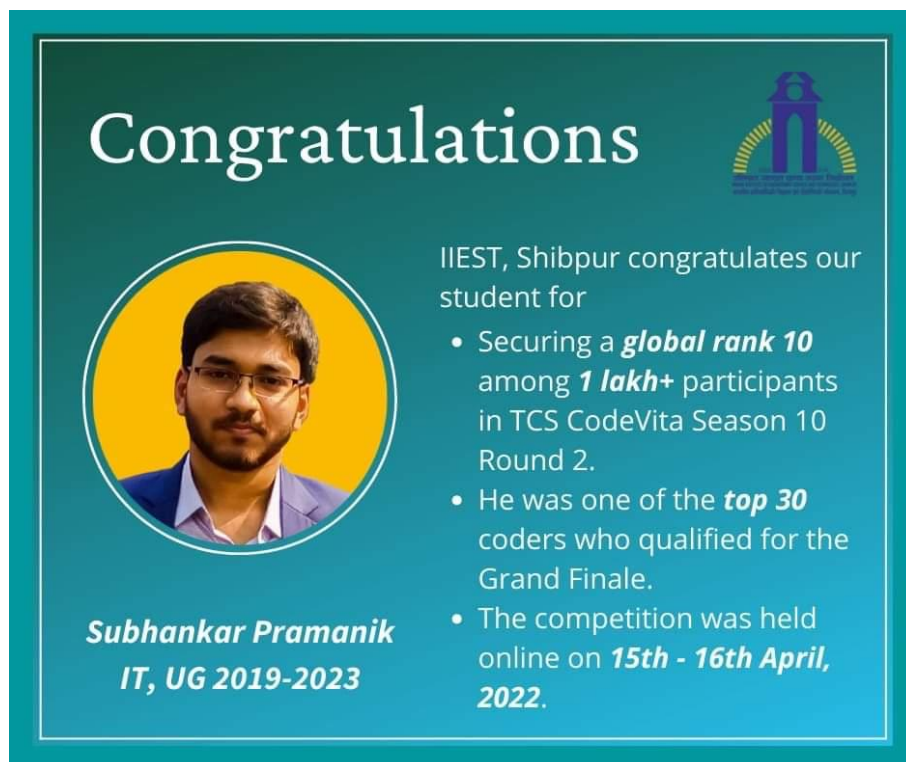 Congratulations
IIEST, Shibpur congratulates our
student for
• Securing a global rank 10
among 1 lakh+ participants
in TCS CodeVita Season 10
Round 2.
• He was one of the top 30
coders who qualified for the
Grand Finale.
• The competition was held
online on 15th - 16th April,
2022.
Subhankar Pramanik
IT, UG 2019-2023